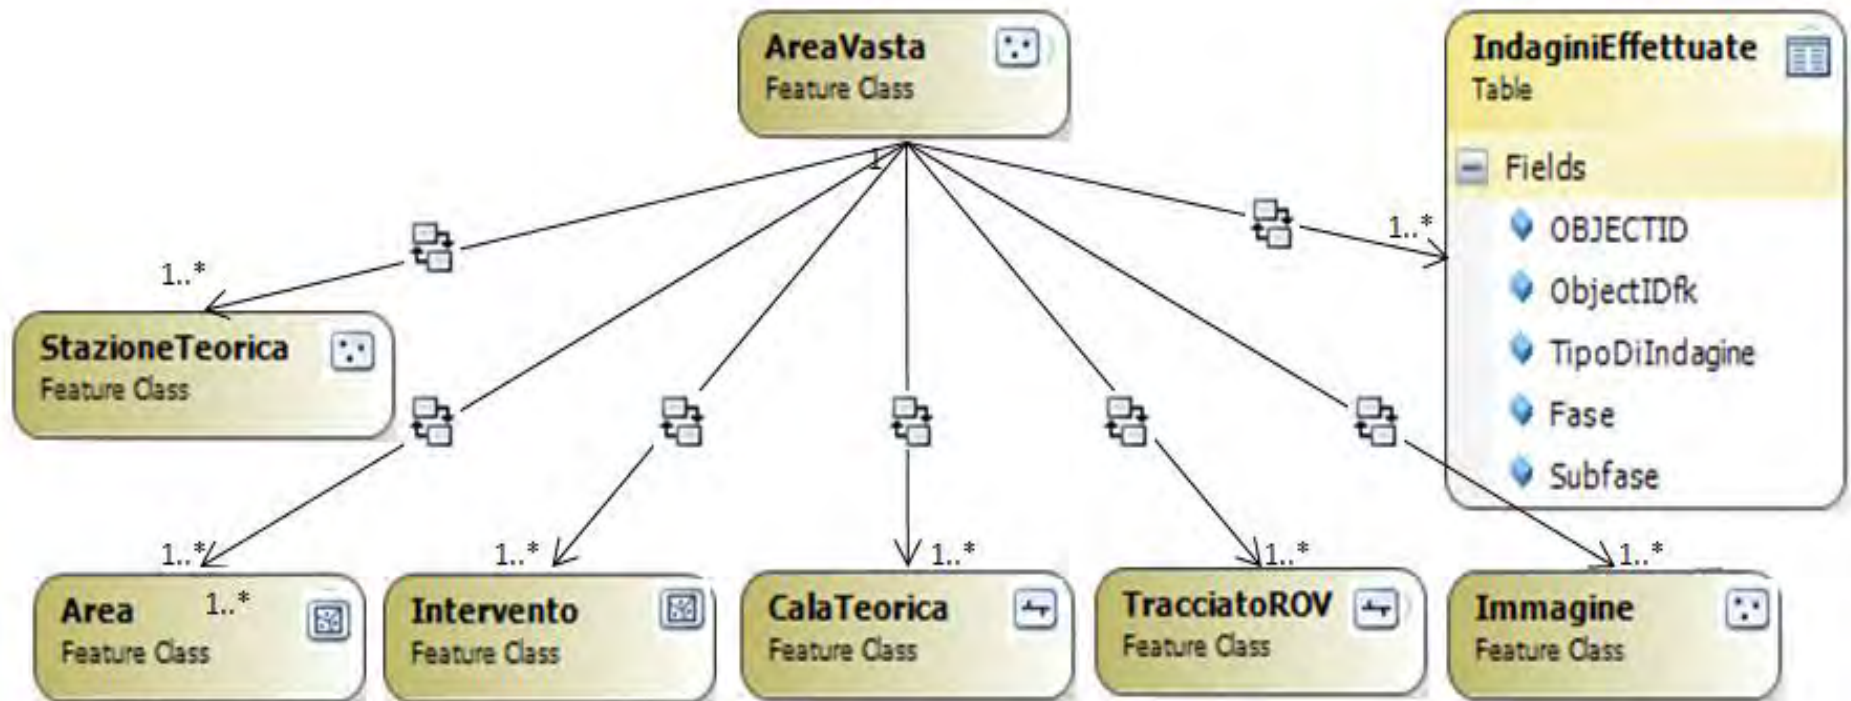 AreaVasta
Feature Class
IndaginiEffettuate
Table
Fields
OBJECTID
ObjectIDfk
TipoDiIndagine
Fase
Subfase
1
1..*
1..*
StazioneTeorica
Feature Class
1..*
1..*
1..*
1..*
1..*
Area
1..*
Feature Class
Intervento
Feature Class
CalaTeorica
Feature Class
TracciatoROV
Feature Class
Immagine
Feature Class